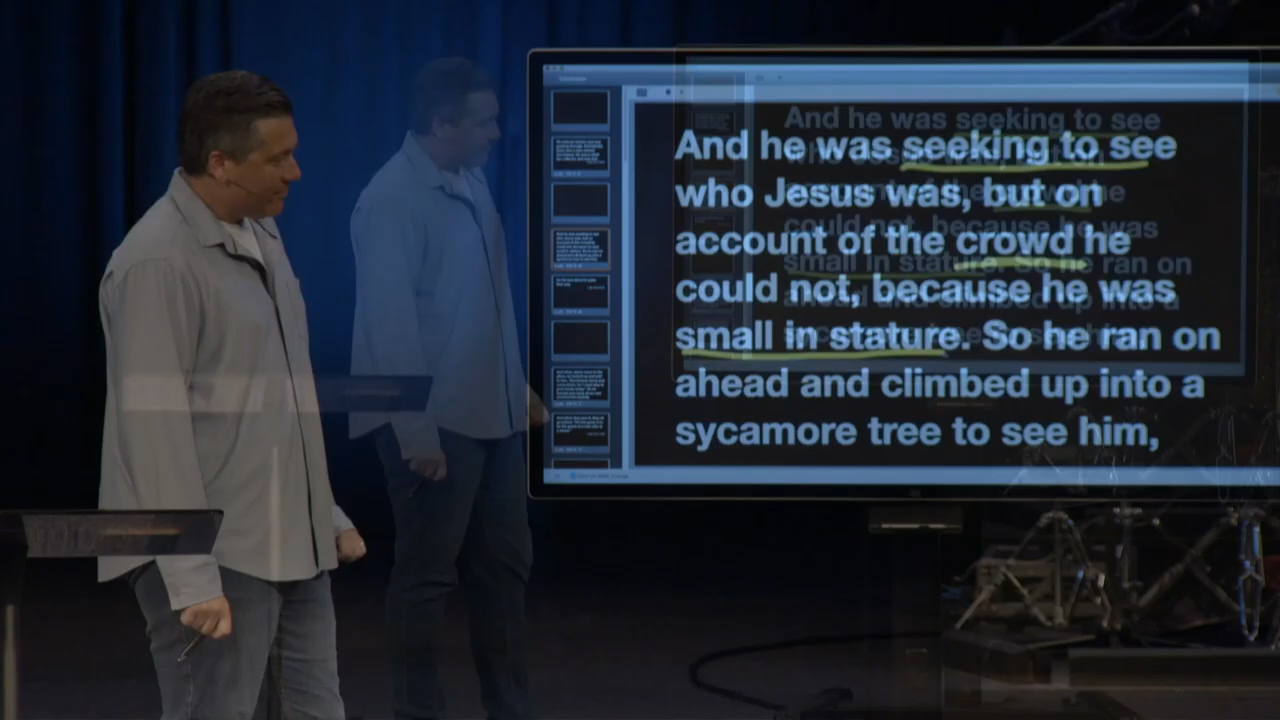 And he was seeking to see
who Jesus was, but on
account of the crowd he
could not, because he was
small in stature. So he ran on
ahead and climbed up into a
sycamore tree to see him,